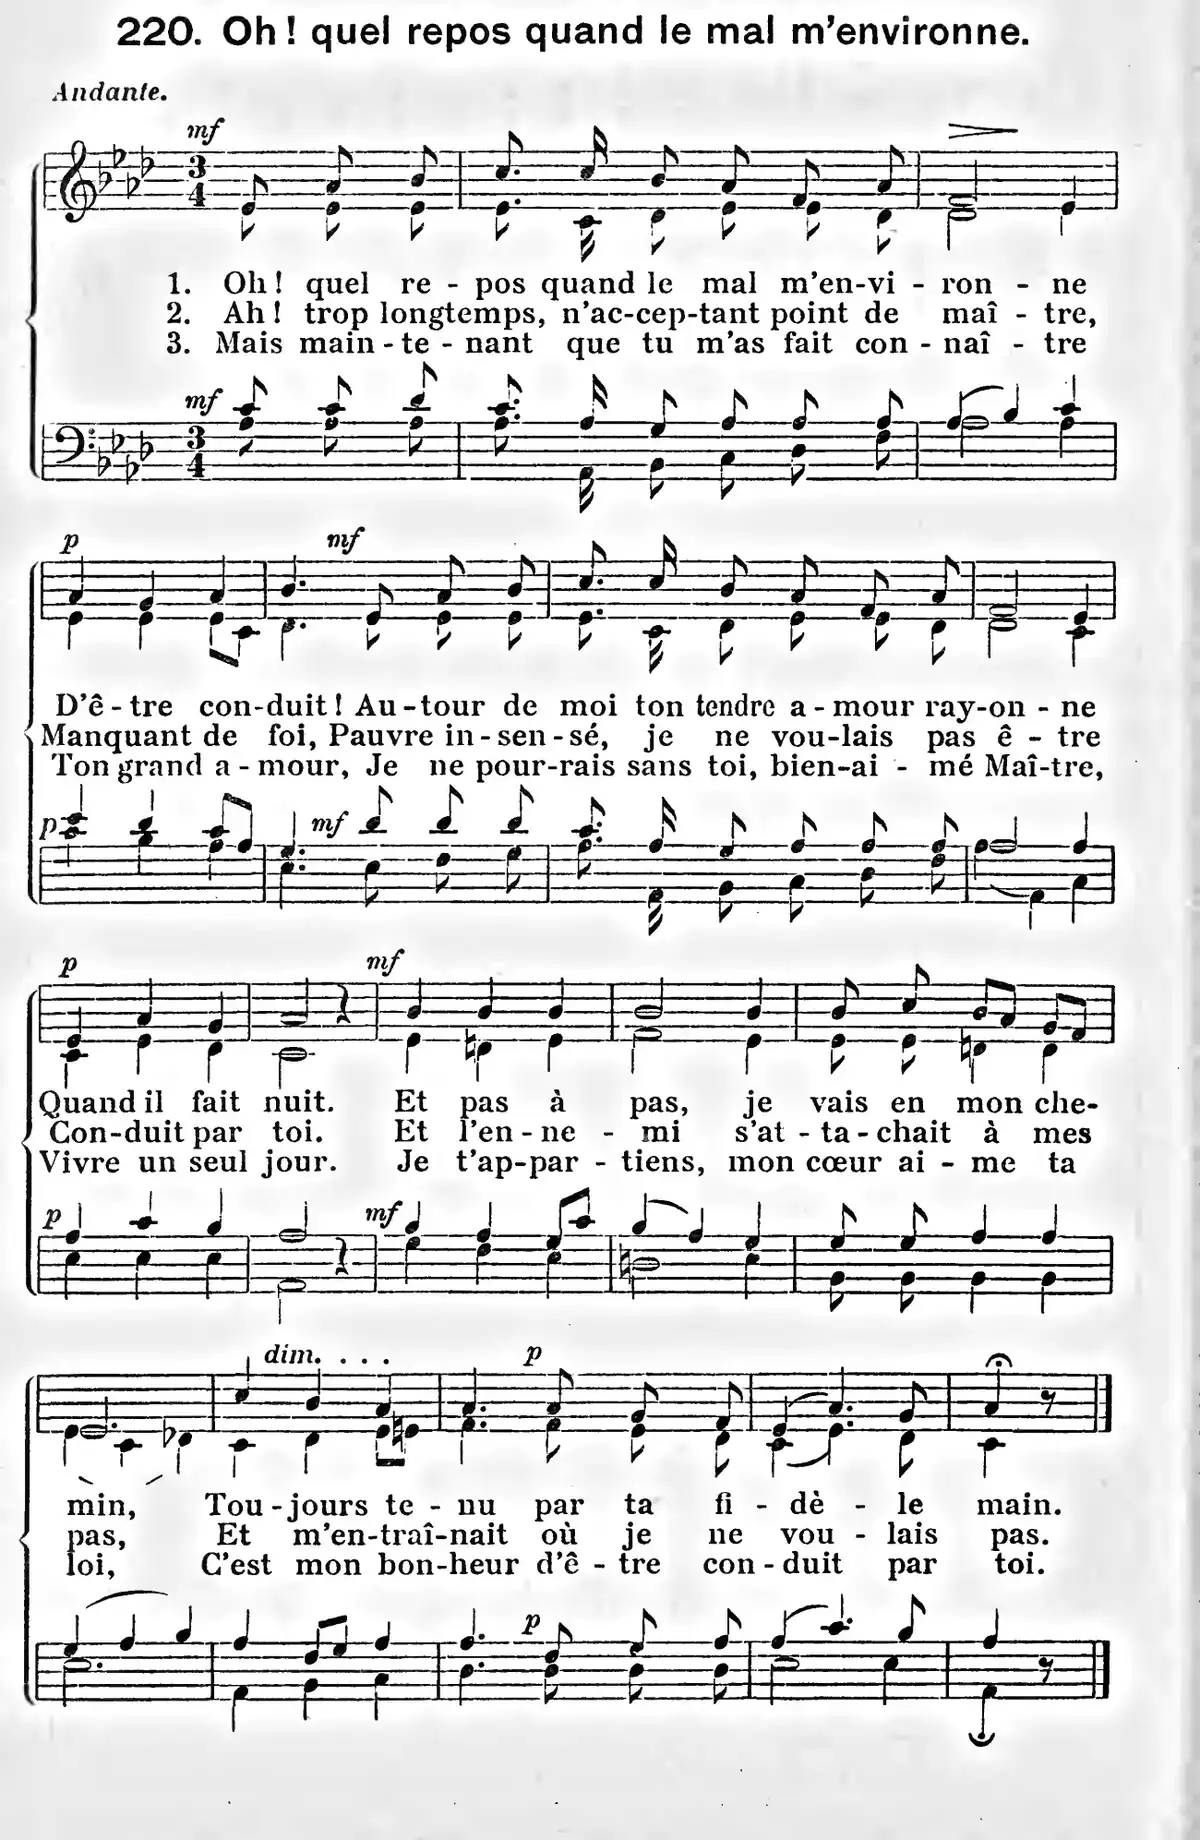 220. Oh! quel repos quand le mal m'environne.
Andante.
mf
1. Oh! quel re - pos quand le mal m'en-vi - ron - ne
2. Ah! trop longtemps, n'ac-cep-tant point de maî - tre,
3. Mais main - te - nant que tu m'as fait con - naî - tre
mf
p mf
D'ê - tre con-duit! Au-tour de moi ton tendre a - mour ray-on - ne
Manquant de foi, Pauvre in - sen - sé, je ne vou-lais pas ê - tre
Ton grand a - mour, Je ne pour-rais sans toi, bien-ai - mé Maî-tre,
p mf
p mf
Quand il fait nuit. Et pas à pas, je vais en mon che-
Con-duit par toi. Et l'en - ne - mi s'at - ta - chait à mes
Vivre un seul jour. Je t'ap-par - tiens, mon cœur ai - me ta
p mf
dim. . . . p
min, Tou - jours te - nu par ta fi - dè - le main.
pas, Et m'en-traî-nait où je ne vou - lais pas.
loi, C'est mon bon-heur d'ê - tre con - duit par toi.
p